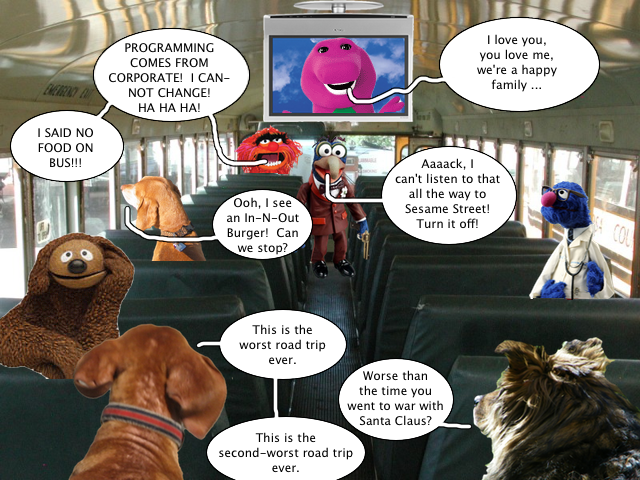 PROGRAMMING
COMES FROM
CORPORATE! I CAN-
NOT CHANGE!
HA HA HA!
I love you,
you love me,
we're a happy
family ...
I SAID NO
FOOD ON
BUS!!!
Aaaack, I
can't listen to that
all the way to
Sesame Street!
Turn it off!
Ooh, I see
an In-N-Out
Burger! Can
we stop?
This is the
worst road trip
ever.
Worse than
the time you
went to war with
Santa Claus?
This is the
second-worst road trip
ever.